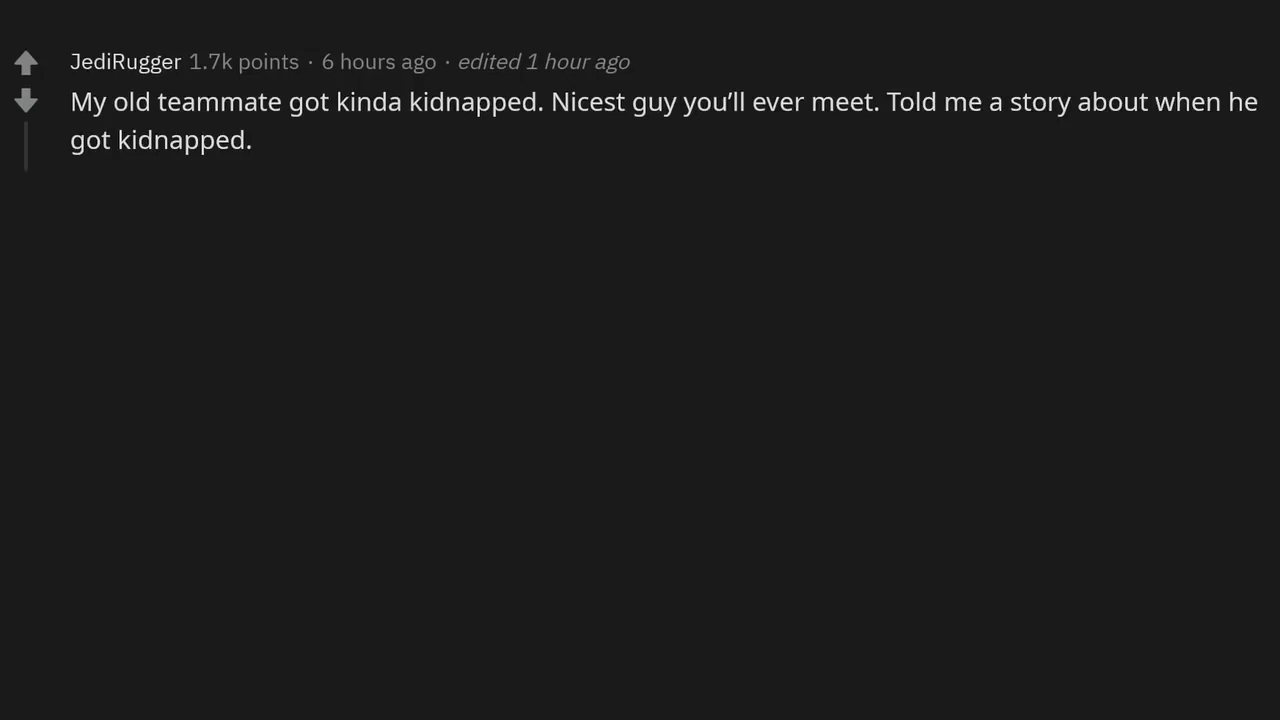 JediRugger 1.7k points · 6 hours ago · edited 1 hour ago
My old teammate got kinda kidnapped. Nicest guy you’ll ever meet. Told me a story about when he
got kidnapped.